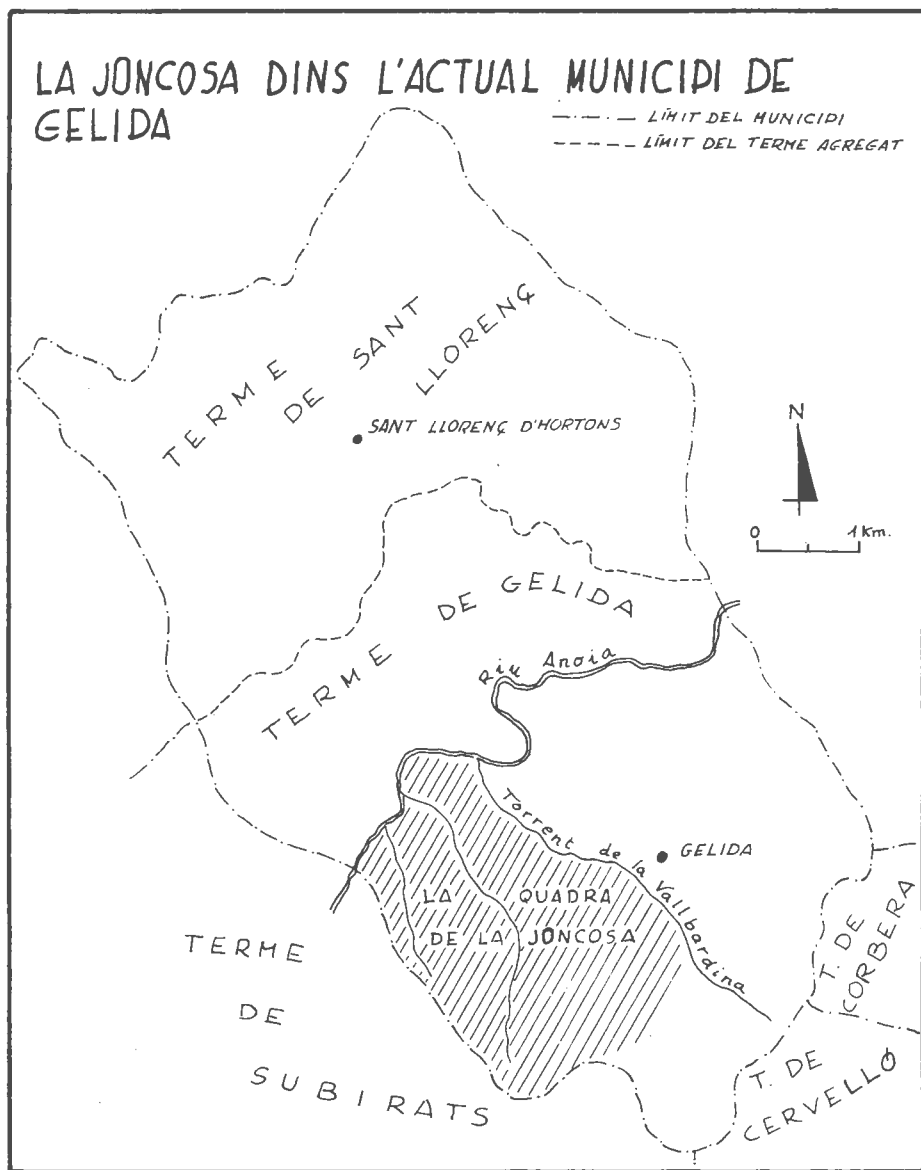 LA JONCOSA DINS L'ACTUAL MUNICIPI DE
GELIDA
LÍMIT DEL MUNICIPI
LÍMIT DEL TERME AGREGAT
TERME
DE SANT
LLORENÇ
SANT LLORENÇ D'HORTONS
N
0 1 Km.
TERME DE GELIDA
Riu Anoia
Torrent de la Vallbardina
GELIDA
LA QUADRA
DE LA JONCOSA
TERME
DE
SUBIRATS
T. DE
CORBERA
T. DE
CERVELLÓ